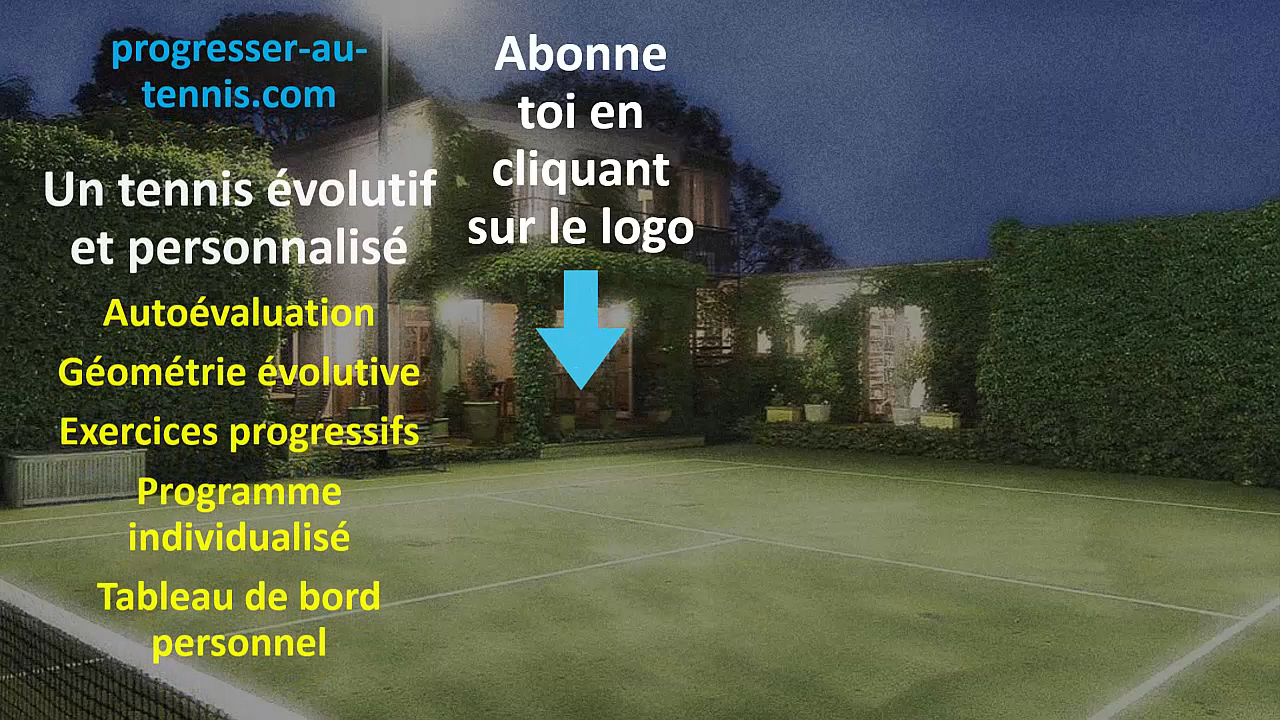 progresser-au-
tennis.com
Un tennis évolutif
et personnalisé
Autoévaluation
Géométrie évolutive
Exercices progressifs
Programme
individualisé
Tableau de bord
personnel
Abonne
toi en
cliquant
sur le logo